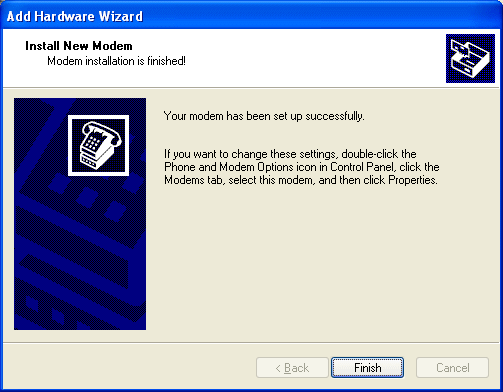 Add Hardware Wizard
Install New Modem
Modem installation is finished!
Your modem has been set up successfully.
If you want to change these settings, double-click the
Phone and Modem Options icon in Control Panel, click the
Modems tab, select this modem, and then click Properties.
< Back
Finish
Cancel